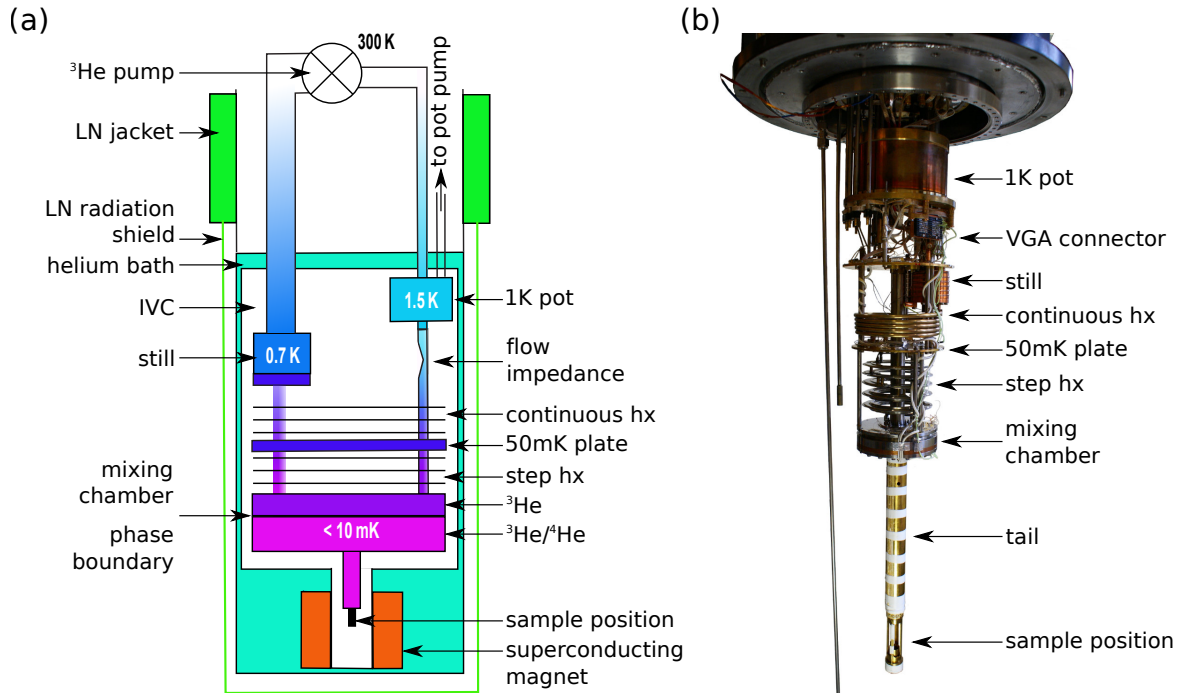 (a)
300 K
³He pump
LN jacket
to pot pump
LN radiation
shield
helium bath
IVC
1.5 K
1K pot
still
0.7 K
flow
impedance
continuous hx
50mK plate
mixing
chamber
step hx
³He
phase
boundary
< 10 mK
³He/⁴He
sample position
superconducting
magnet
(b)
1K pot
VGA connector
still
continuous hx
50mK plate
step hx
mixing
chamber
tail
sample position